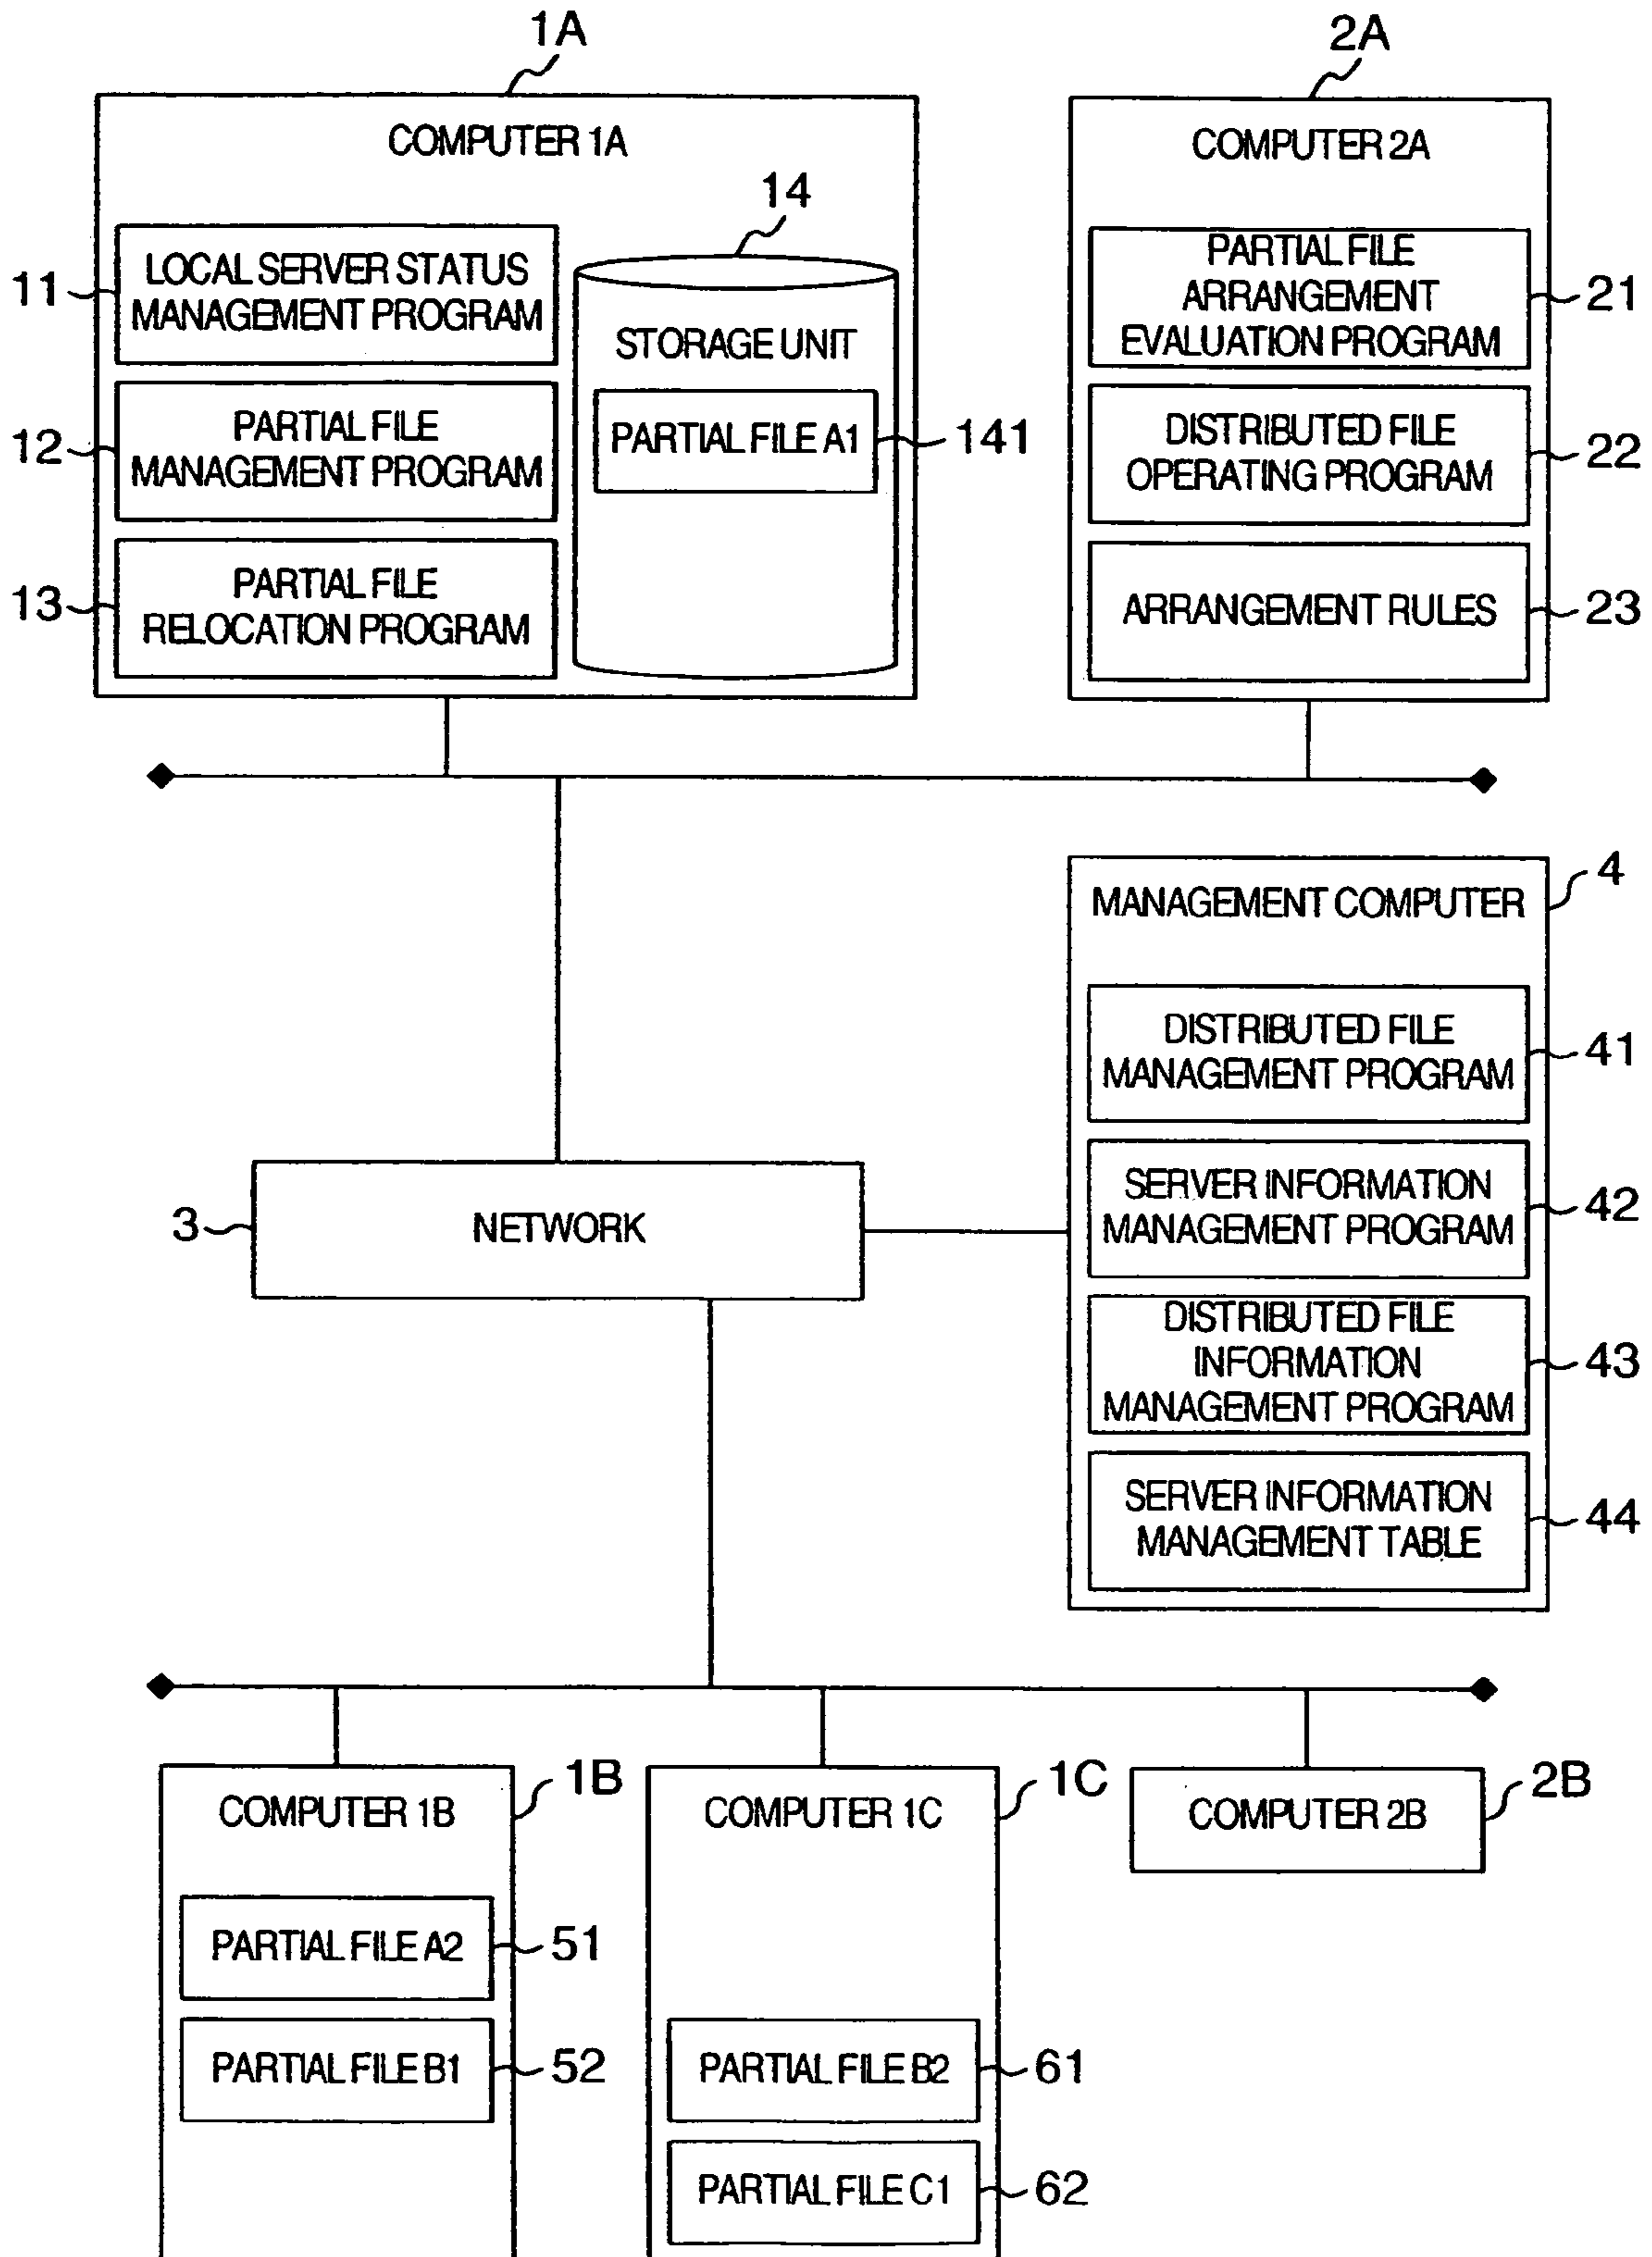 1A
2A
COMPUTER 1A
COMPUTER 2A
14
11
LOCAL SERVER STATUS
MANAGEMENT PROGRAM
STORAGE UNIT
PARTIAL FILE
ARRANGEMENT
EVALUATION PROGRAM
21
12
PARTIAL FILE
MANAGEMENT PROGRAM
PARTIAL FILE A1
141
DISTRIBUTED FILE
OPERATING PROGRAM
22
13
PARTIAL FILE
RELOCATION PROGRAM
ARRANGEMENT RULES
23
4
MANAGEMENT COMPUTER
DISTRIBUTED FILE
MANAGEMENT PROGRAM
41
3
NETWORK
SERVER INFORMATION
MANAGEMENT PROGRAM
42
DISTRIBUTED FILE
INFORMATION
MANAGEMENT PROGRAM
43
SERVER INFORMATION
MANAGEMENT TABLE
44
COMPUTER 1B
1B
COMPUTER 1C
1C
COMPUTER 2B
2B
PARTIAL FILE A2
51
PARTIAL FILE B1
52
PARTIAL FILE B2
61
PARTIAL FILE C1
62